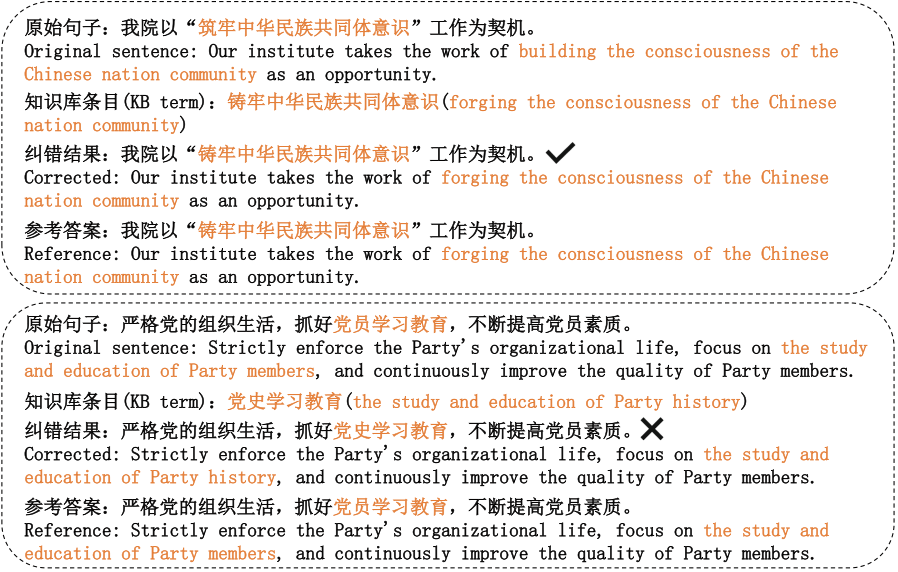 原始句子：我院以“筑牢中华民族共同体意识”工作为契机。
Original sentence: Our institute takes the work of building the consciousness of the
Chinese nation community as an opportunity.
知识库条目(KB term)：铸牢中华民族共同体意识(forging the consciousness of the Chinese
nation community)
纠错结果：我院以“铸牢中华民族共同体意识”工作为契机。
Corrected: Our institute takes the work of forging the consciousness of the Chinese
nation community as an opportunity.
参考答案：我院以“铸牢中华民族共同体意识”工作为契机。
Reference: Our institute takes the work of forging the consciousness of the Chinese
nation community as an opportunity.
原始句子：严格党的组织生活，抓好党员学习教育，不断提高党员素质。
Original sentence: Strictly enforce the Party's organizational life, focus on the study
and education of Party members, and continuously improve the quality of Party members.
知识库条目(KB term)：党史学习教育(the study and education of Party history)
纠错结果：严格党的组织生活，抓好党史学习教育，不断提高党员素质。
Corrected: Strictly enforce the Party's organizational life, focus on the study and
education of Party history, and continuously improve the quality of Party members.
参考答案：严格党的组织生活，抓好党员学习教育，不断提高党员素质。
Reference: Strictly enforce the Party's organizational life, focus on the study and
education of Party members, and continuously improve the quality of Party members.